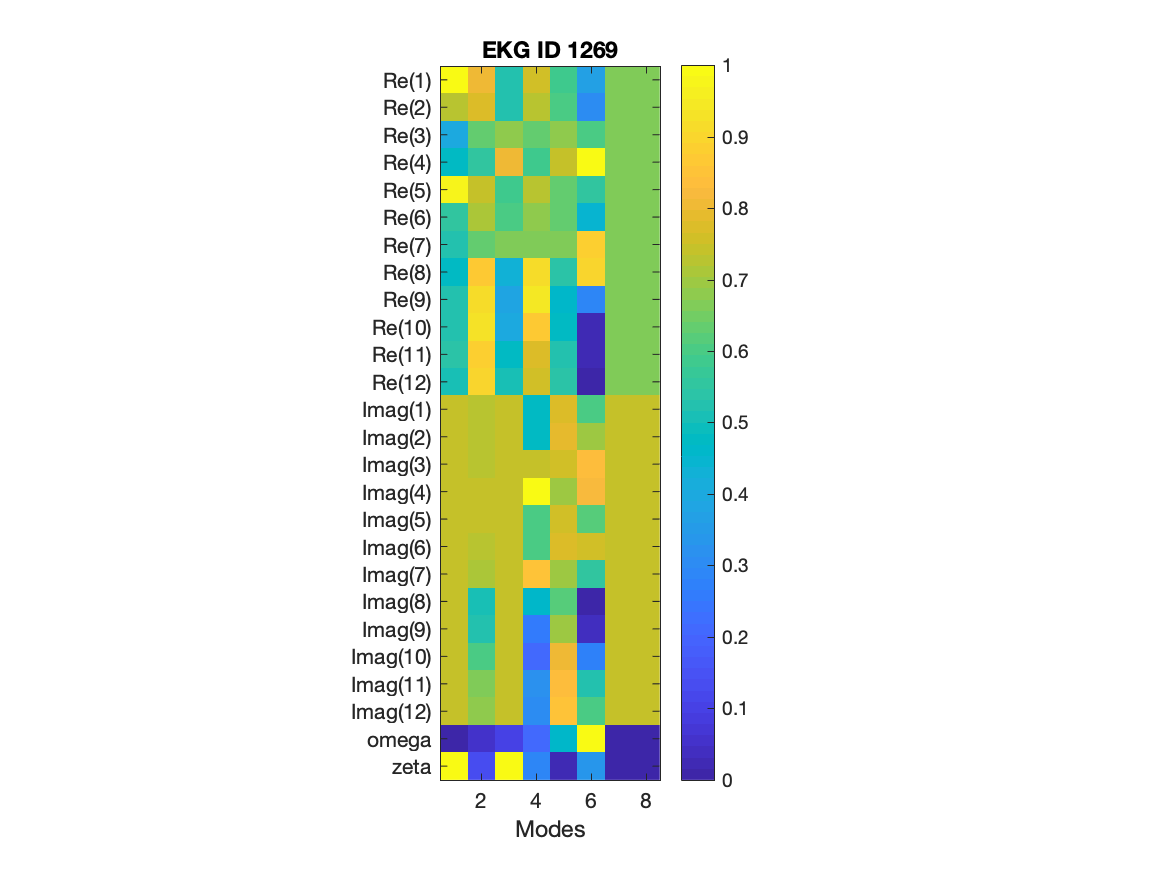 EKG ID 1269
Re(1)
Re(2)
Re(3)
Re(4)
Re(5)
Re(6)
Re(7)
Re(8)
Re(9)
Re(10)
Re(11)
Re(12)
Imag(1)
Imag(2)
Imag(3)
Imag(4)
Imag(5)
Imag(6)
Imag(7)
Imag(8)
Imag(9)
Imag(10)
Imag(11)
Imag(12)
omega
zeta
2 4 6 8
Modes
1
0.9
0.8
0.7
0.6
0.5
0.4
0.3
0.2
0.1
0